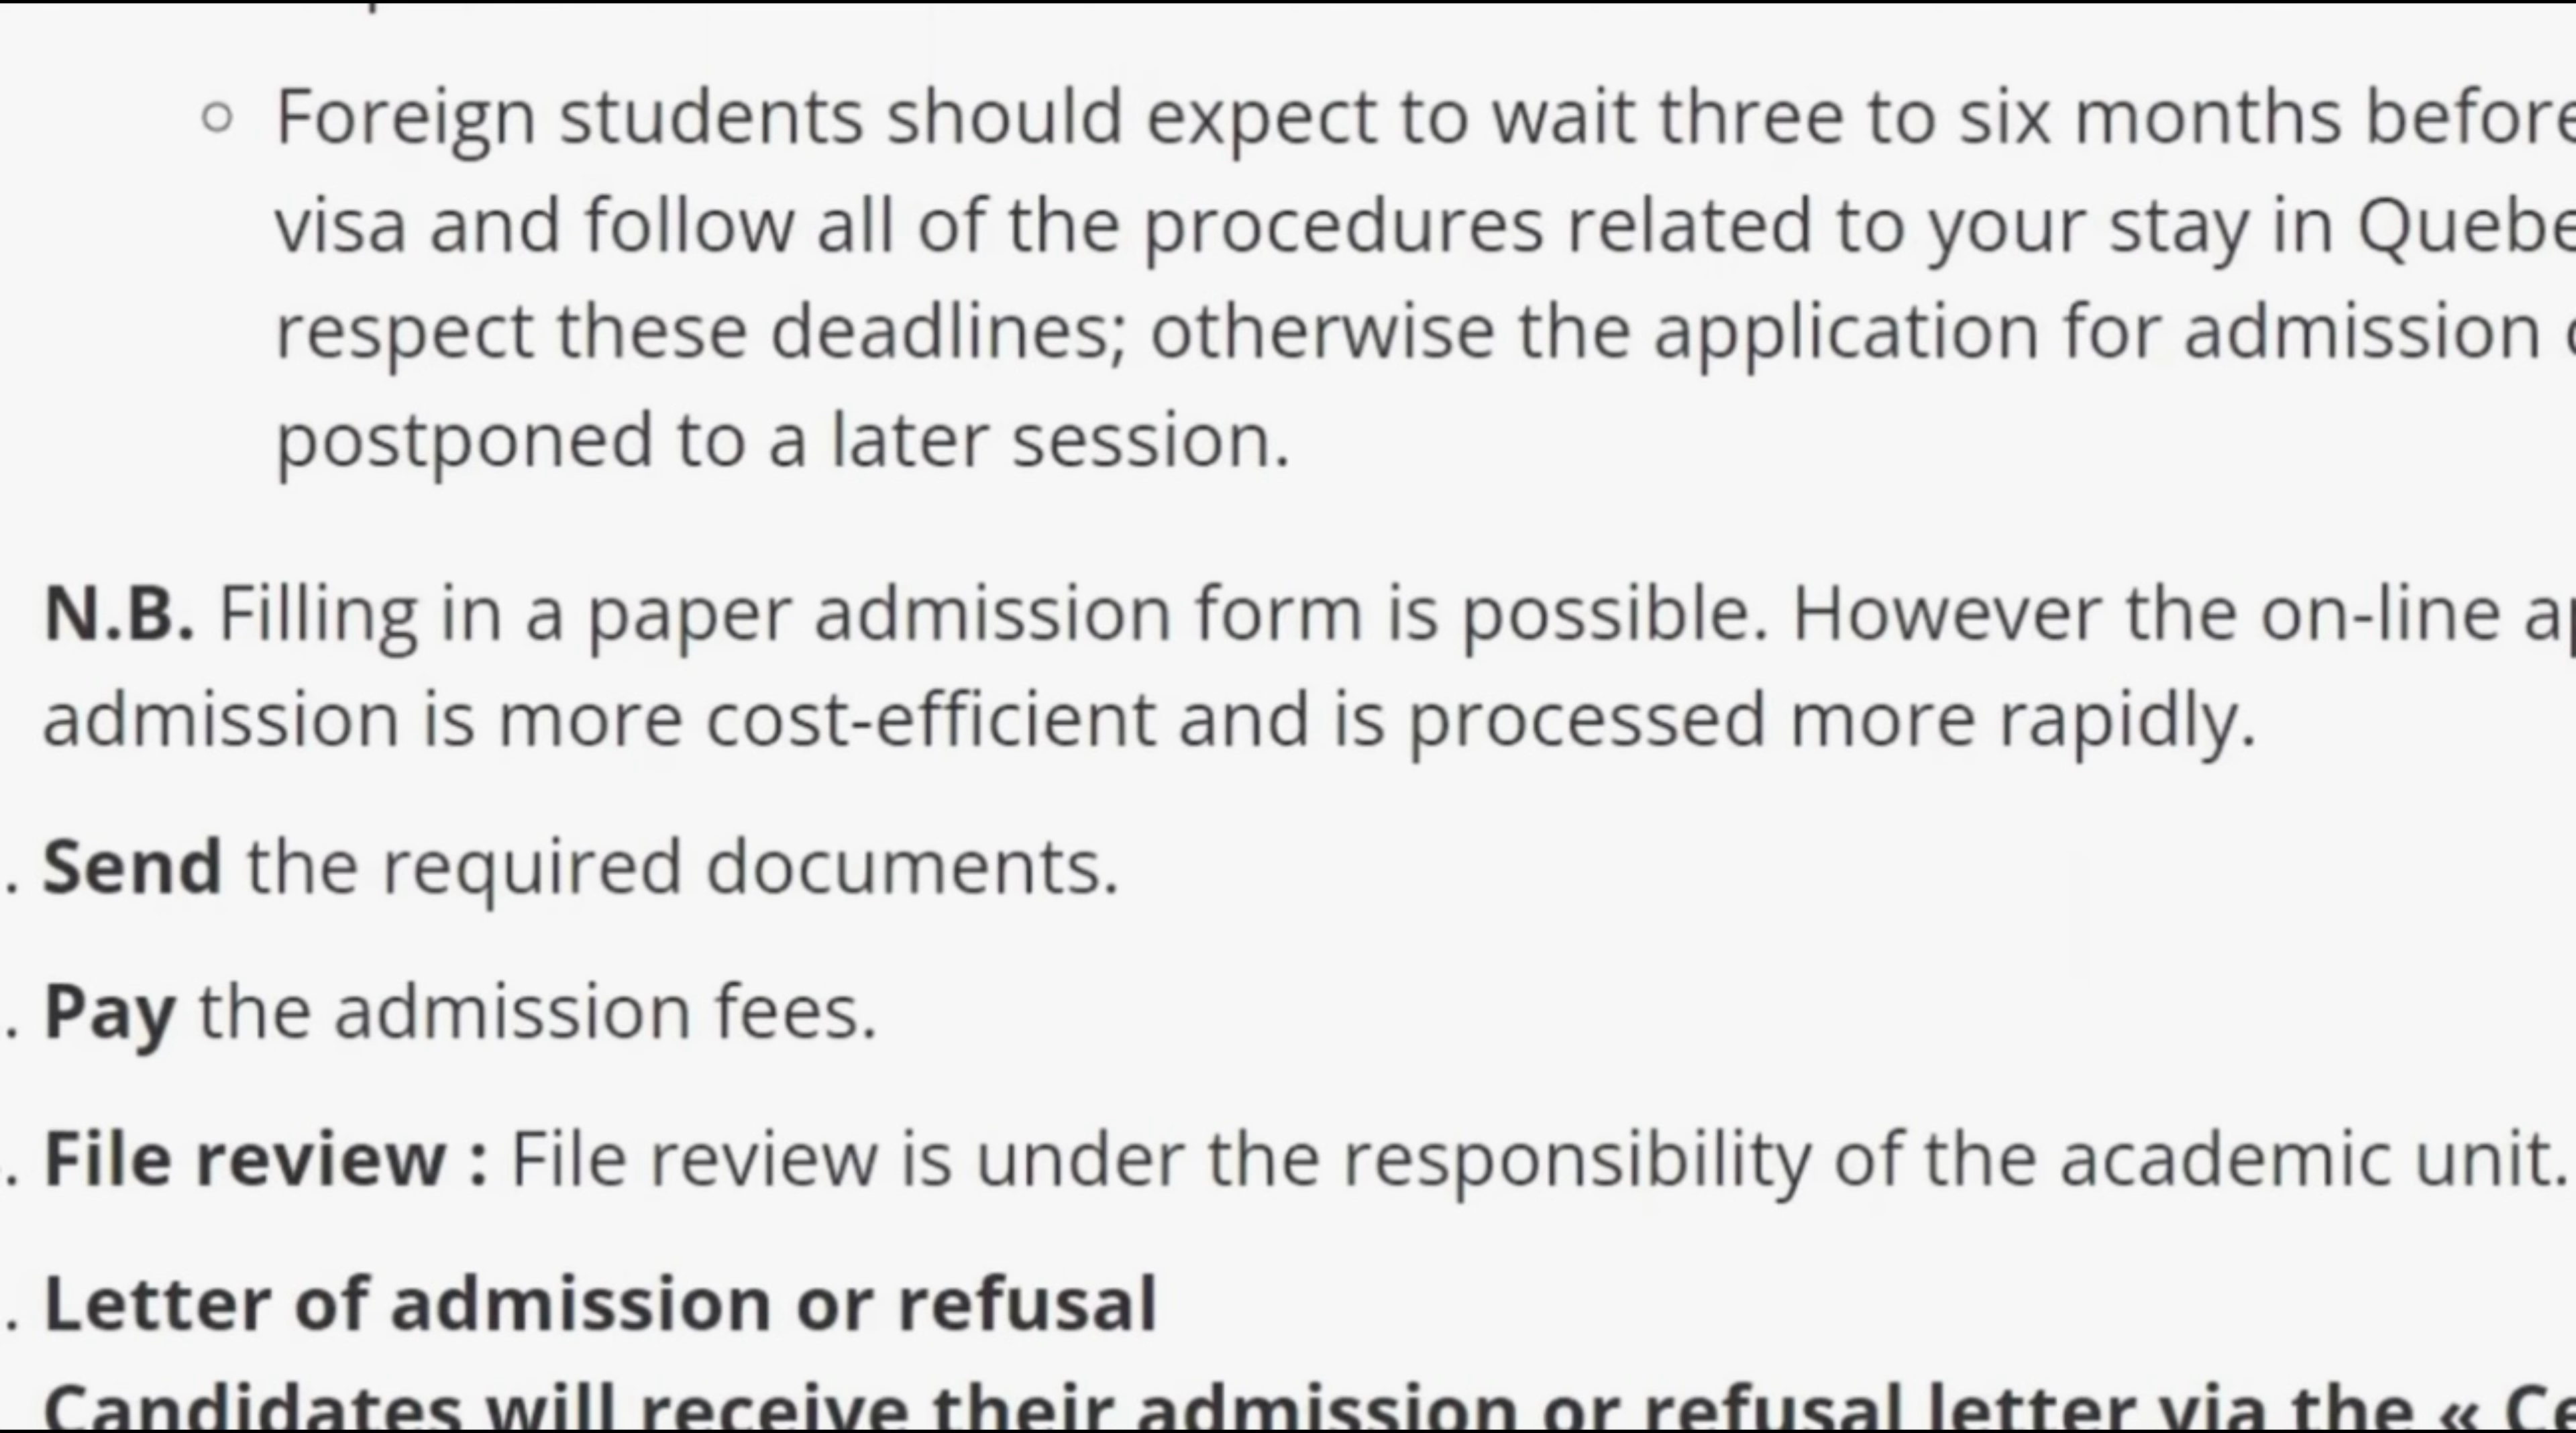 Foreign students should expect to wait three to six months before
visa and follow all of the procedures related to your stay in
respect these deadlines; otherwise the application for admission
postponed to a later session.
N.B. Filling in a paper admission form is possible. However the on-line
admission is more cost-efficient and is processed more rapidly.
. Send the required documents.
. Pay the admission fees.
. File review : File review is under the responsibility of the academic unit.
. Letter of admission or refusal
Candidates will receive their admission or refusal letter via the «